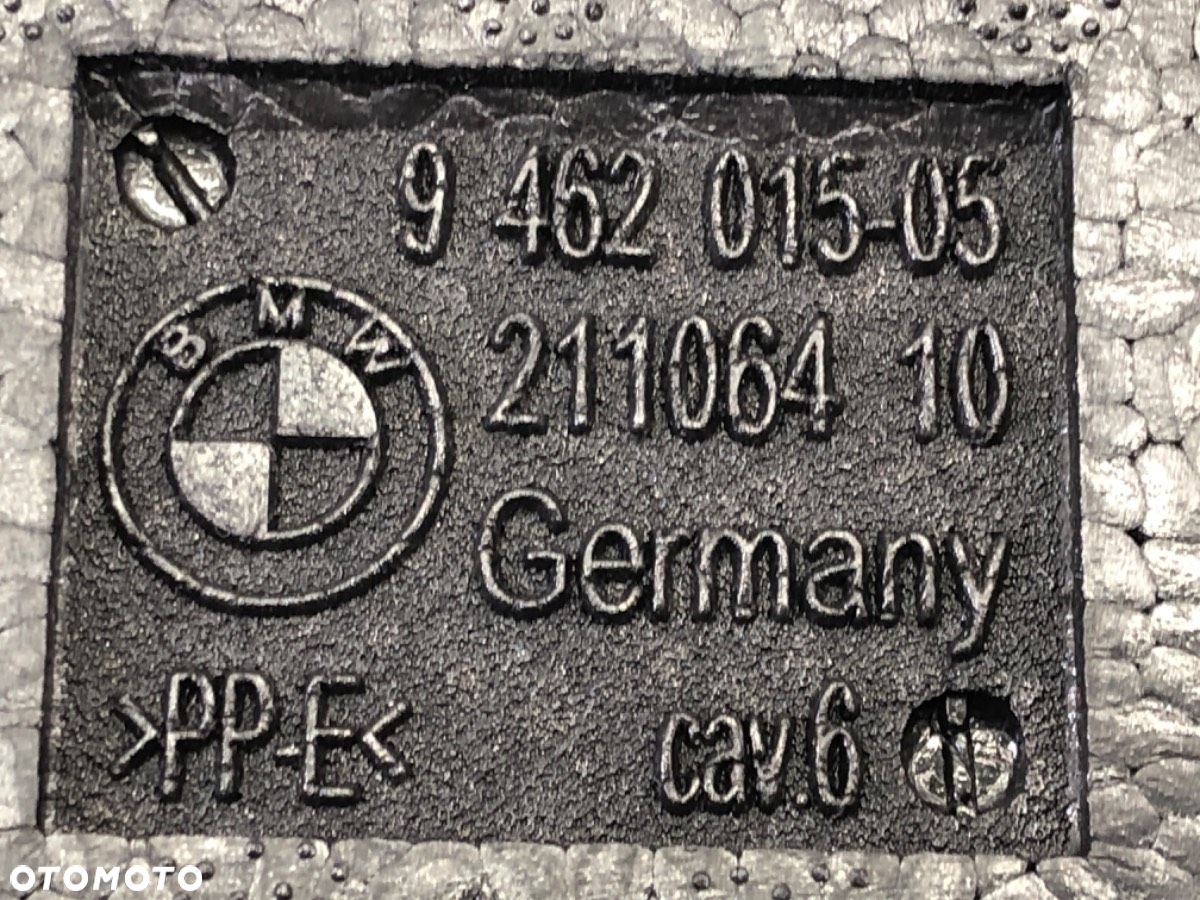 9 462 015-05
BMW
211064 10
Germany
>PP-E<
cav.6
OTOMOTO